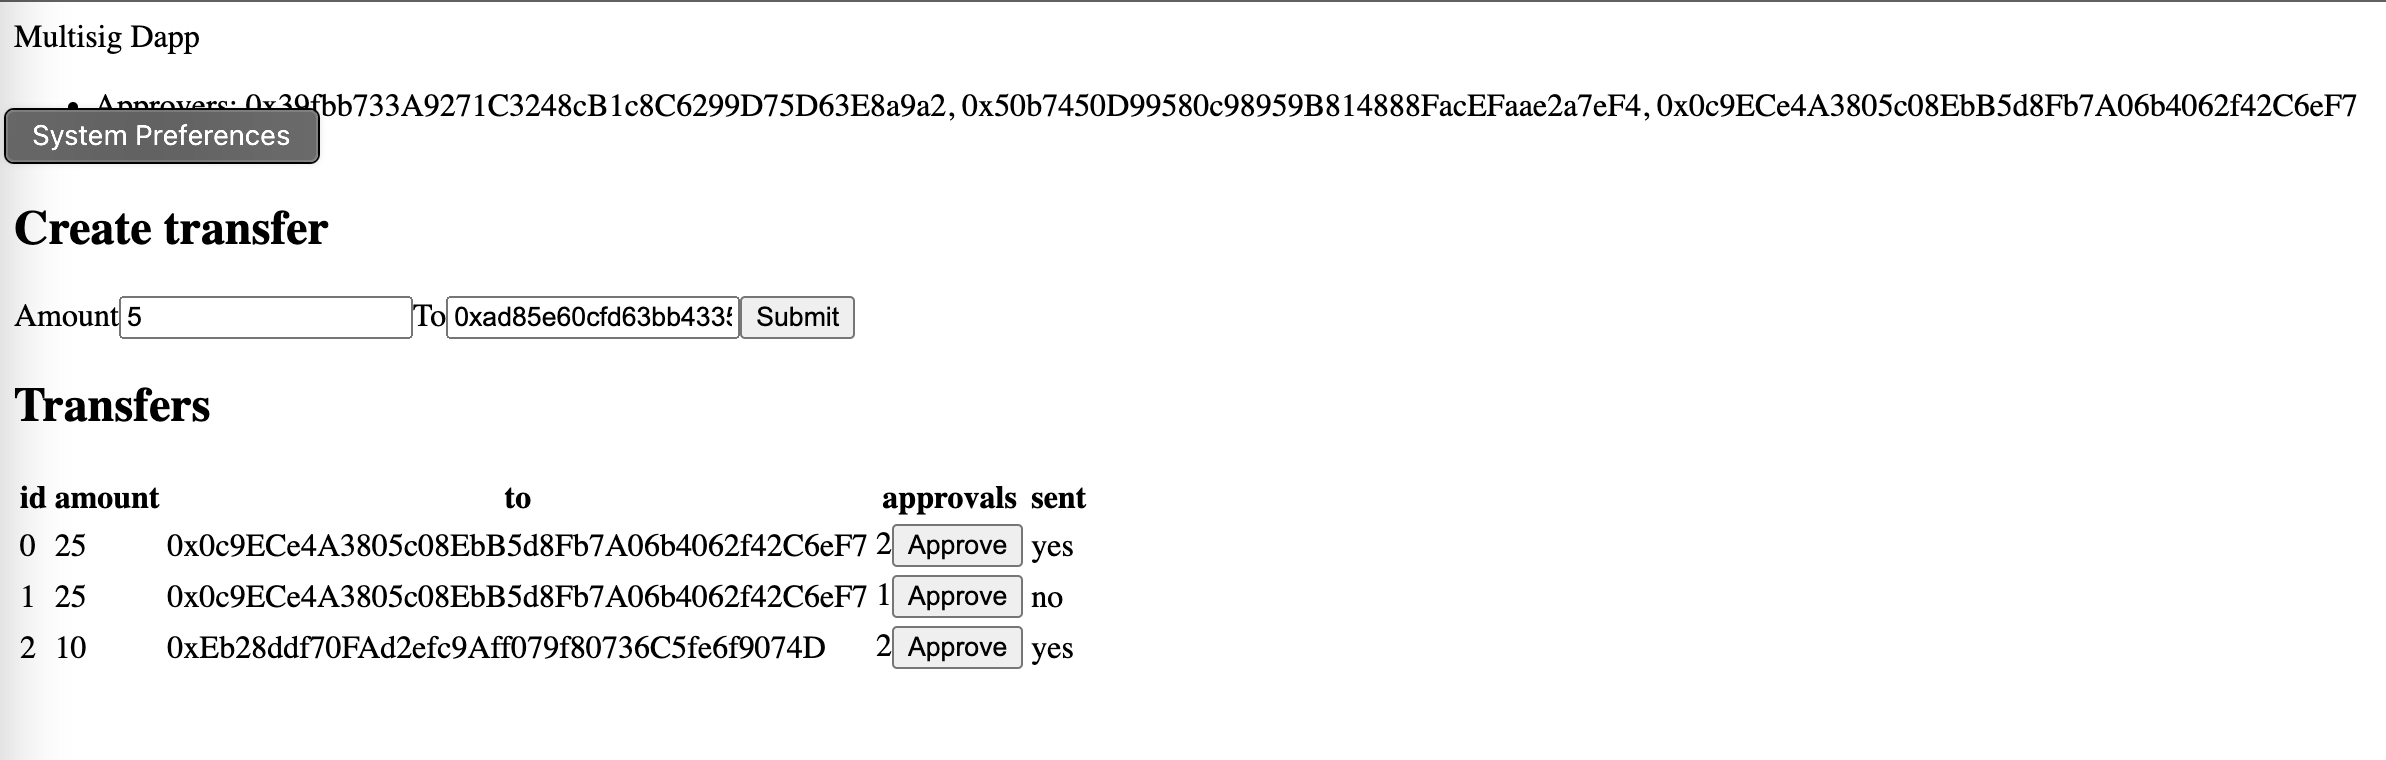 Multisig Dapp
Approvers: 0x39fbb733A9271C3248cB1c8C6299D75D63E8a9a2, 0x50b7450D99580c98959B814888FacEFaae2a7eF4, 0x0c9ECe4A3805c08EbB5d8Fb7A06b4062f42C6eF7
System Preferences
Create transfer
Amount 5 To 0xad85e60cfd63bb4335 Submit
Transfers
id amount to approvals sent
0 25 0x0c9ECe4A3805c08EbB5d8Fb7A06b4062f42C6eF7 2 Approve yes
1 25 0x0c9ECe4A3805c08EbB5d8Fb7A06b4062f42C6eF7 1 Approve no
2 10 0xEb28ddf70FAd2efc9Aff079f80736C5fe6f9074D 2 Approve yes